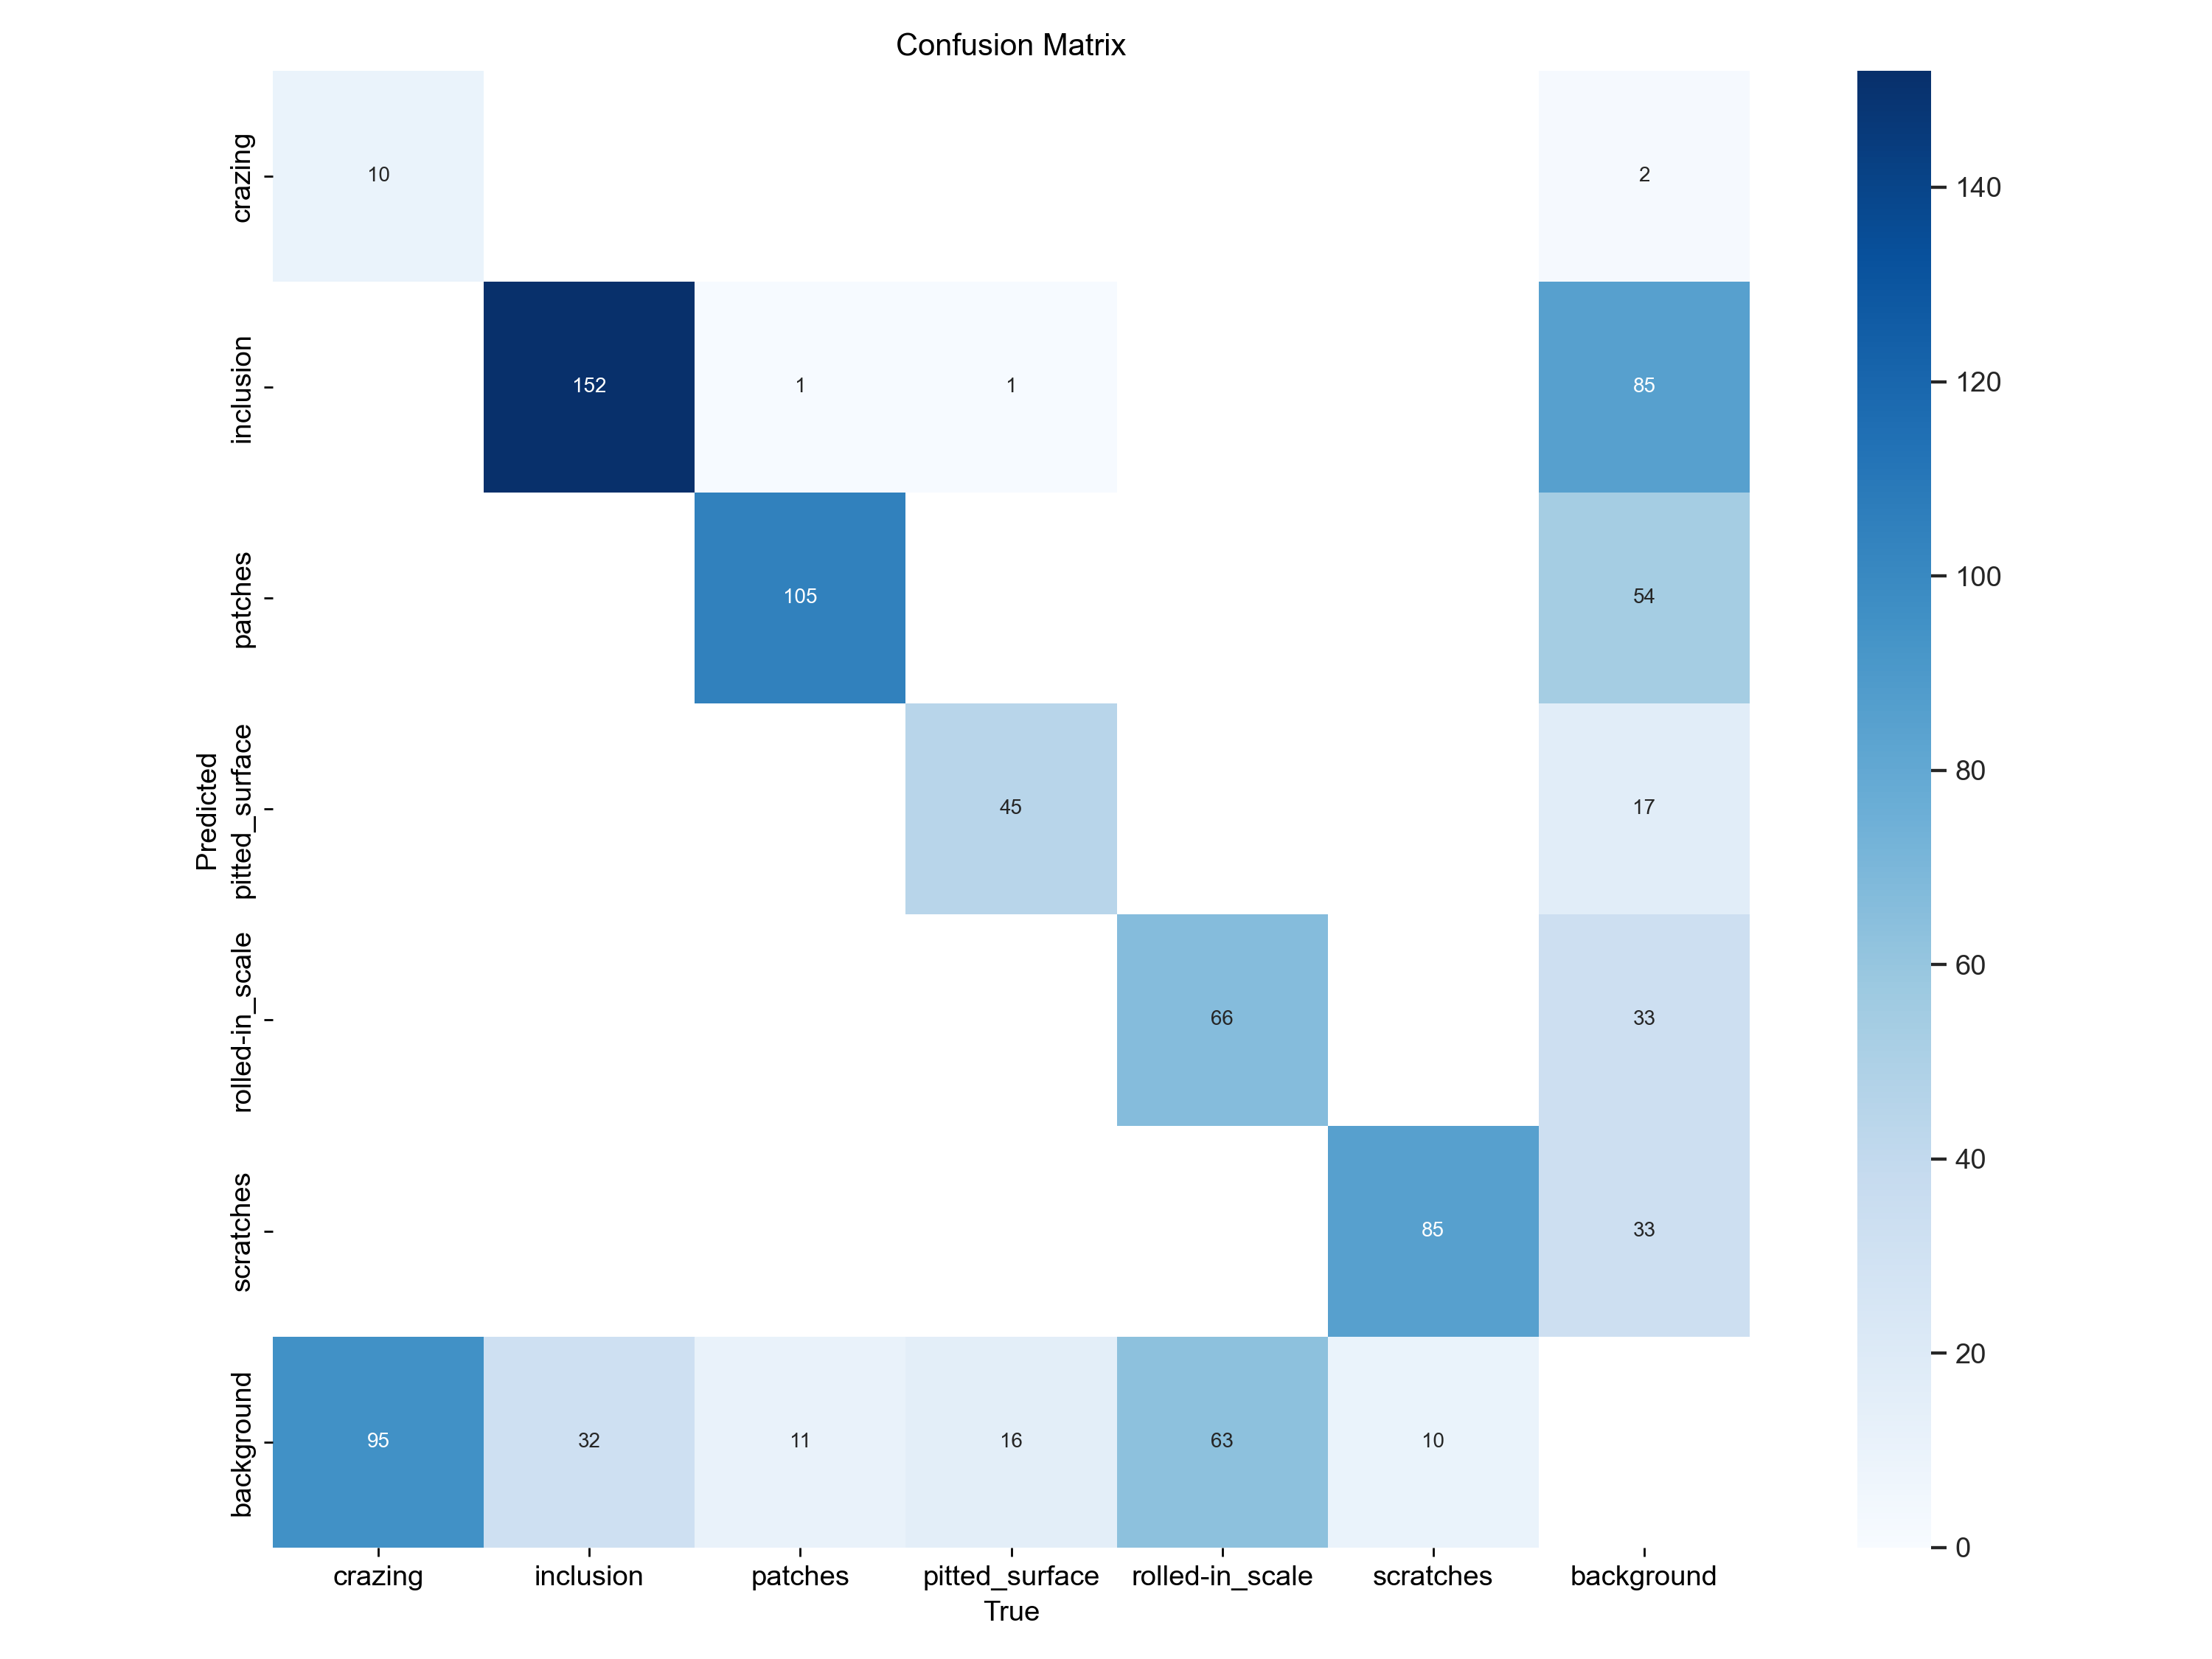 Confusion Matrix
crazing
10
2
140
inclusion
152
1
1
85
120
patches
105
54
100
Predicted
pitted_surface
45
17
80
rolled-in_scale
66
33
60
scratches
85
33
40
background
95
32
11
16
63
10
20
0
crazing
inclusion
patches
pitted_surface
rolled-in_scale
scratches
background
True